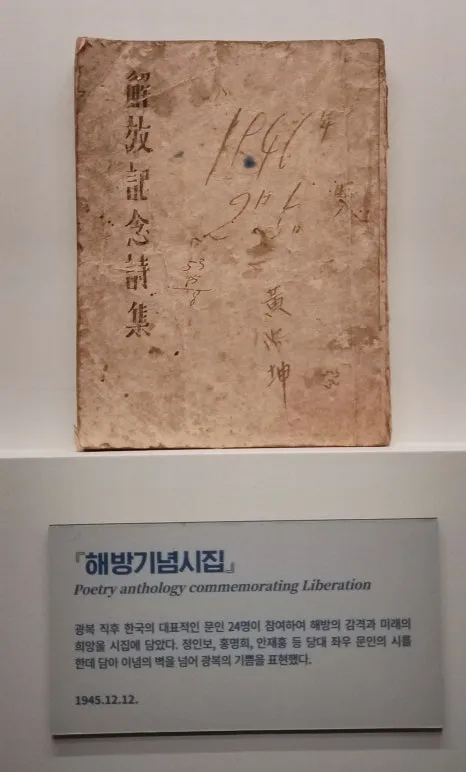 解放記念詩集
黃
坤
『해방기념시집』
Poetry anthology commemorating Liberation
광복 직후 한국의 대표적인 문인 24명이 참여하여 해방의 감격과 미래의
희망을 시집에 담았다. 정인보, 홍명희, 안재홍 등 당대 좌우 문인의 시를
한데 담아 이념의 벽을 넘어 광복의 기쁨을 표현했다.
1945.12.12.